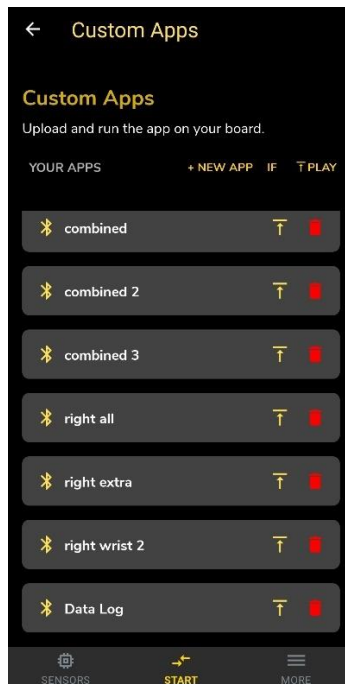 Custom Apps
Custom Apps
Upload and run the app on your board.
YOUR APPS + NEW APP IF PLAY
combined
combined 2
combined 3
right all
right extra
right wrist 2
Data Log
SENSORS START MORE